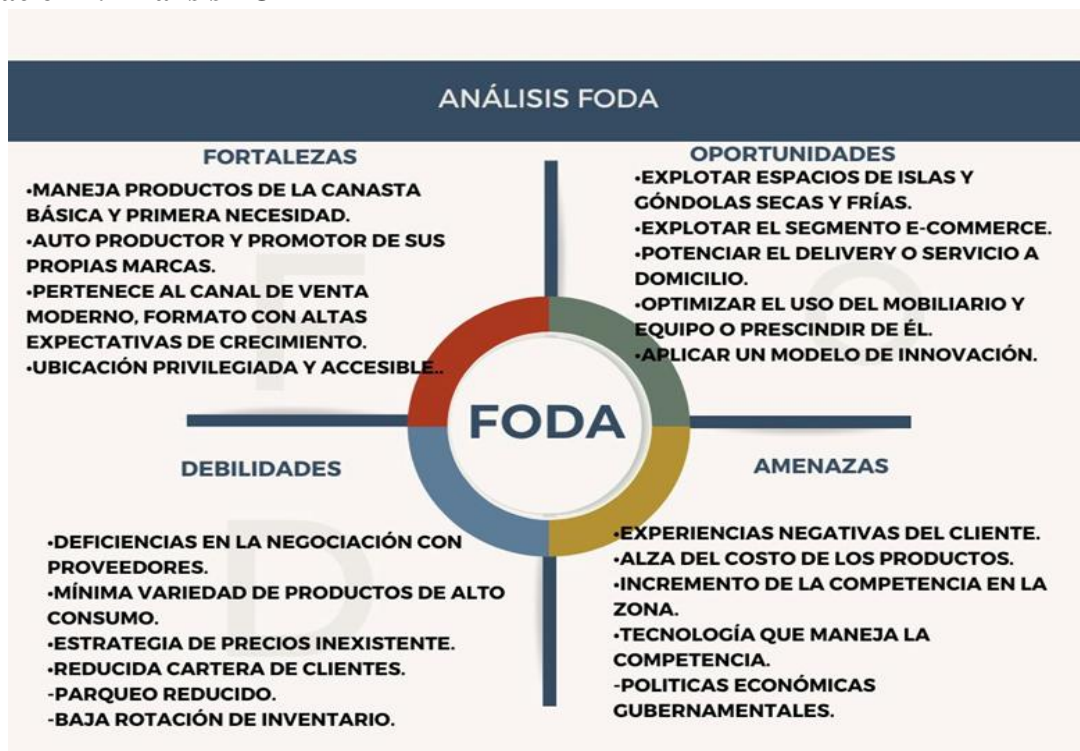 ANÁLISIS FODA
FORTALEZAS
•MANEJA PRODUCTOS DE LA CANASTA
BÁSICA Y PRIMERA NECESIDAD.
•AUTO PRODUCTOR Y PROMOTOR DE SUS
PROPIAS MARCAS.
•PERTENECE AL CANAL DE VENTA
MODERNO, FORMATO CON ALTAS
EXPECTATIVAS DE CRECIMIENTO.
•UBICACIÓN PRIVILEGIADA Y ACCESIBLE..
F
OPORTUNIDADES
•EXPLOTAR ESPACIOS DE ISLAS Y
GÓNDOLAS SECAS Y FRÍAS.
•EXPLOTAR EL SEGMENTO E-COMMERCE.
•POTENCIAR EL DELIVERY O SERVICIO A
DOMICILIO.
•OPTIMIZAR EL USO DEL MOBILIARIO Y
EQUIPO O PRESCINDIR DE ÉL.
•APLICAR UN MODELO DE INNOVACIÓN.
O
FODA
DEBILIDADES
•DEFICIENCIAS EN LA NEGOCIACIÓN CON
PROVEEDORES.
•MÍNIMA VARIEDAD DE PRODUCTOS DE ALTO
CONSUMO.
•ESTRATEGIA DE PRECIOS INEXISTENTE.
•REDUCIDA CARTERA DE CLIENTES.
-PARQUEO REDUCIDO.
-BAJA ROTACIÓN DE INVENTARIO.
D
AMENAZAS
•EXPERIENCIAS NEGATIVAS DEL CLIENTE.
•ALZA DEL COSTO DE LOS PRODUCTOS.
•INCREMENTO DE LA COMPETENCIA EN LA
ZONA.
•TECNOLOGÍA QUE MANEJA LA
COMPETENCIA.
-POLITICAS ECONÓMICAS
GUBERNAMENTALES.